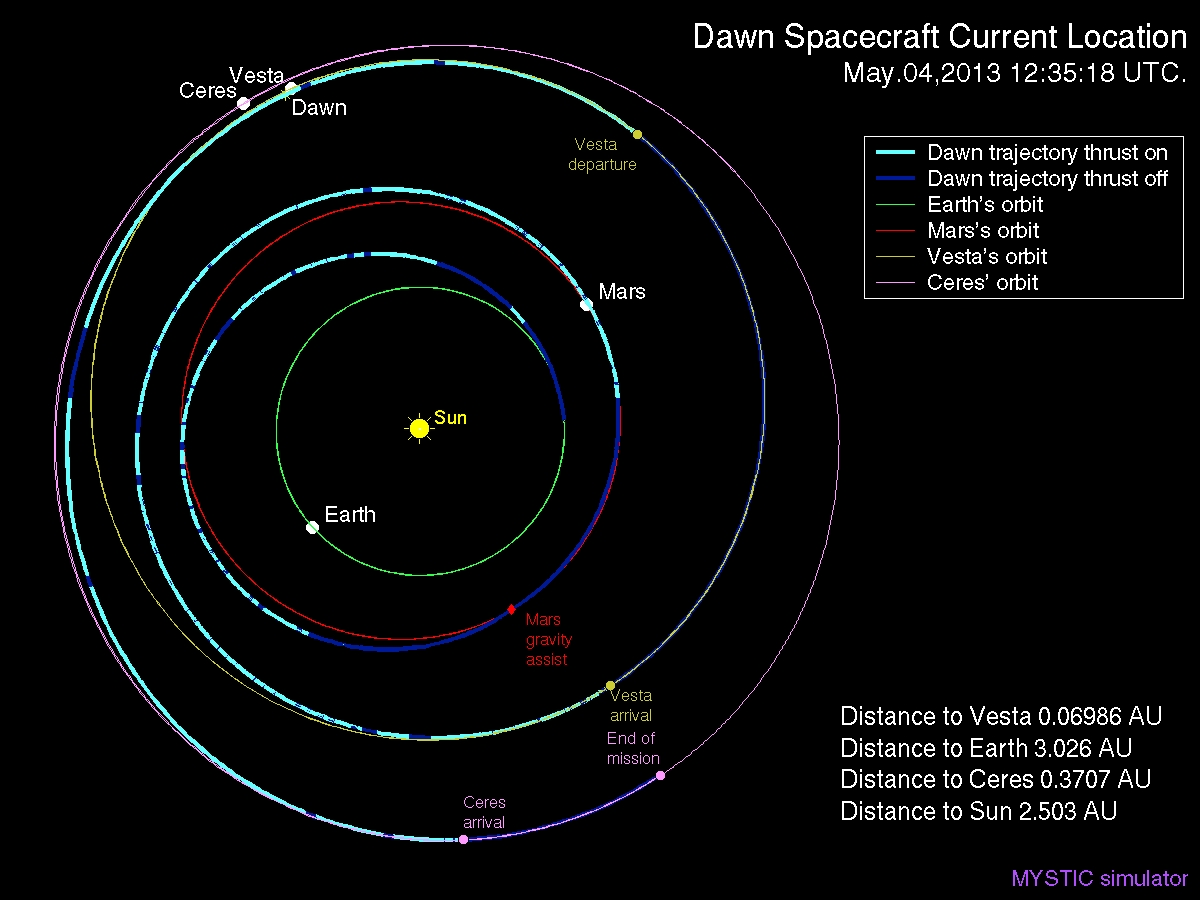 Dawn Spacecraft Current Location
May.04,2013 12:35:18 UTC.
Vesta
Ceres
Dawn
Vesta
departure
Dawn trajectory thrust on
Dawn trajectory thrust off
Earth's orbit
Mars's orbit
Vesta's orbit
Ceres' orbit
Mars
Sun
Earth
Mars
gravity
assist
Vesta
arrival
End of
mission
Ceres
arrival
Distance to Vesta 0.06986 AU
Distance to Earth 3.026 AU
Distance to Ceres 0.3707 AU
Distance to Sun 2.503 AU
MYSTIC simulator